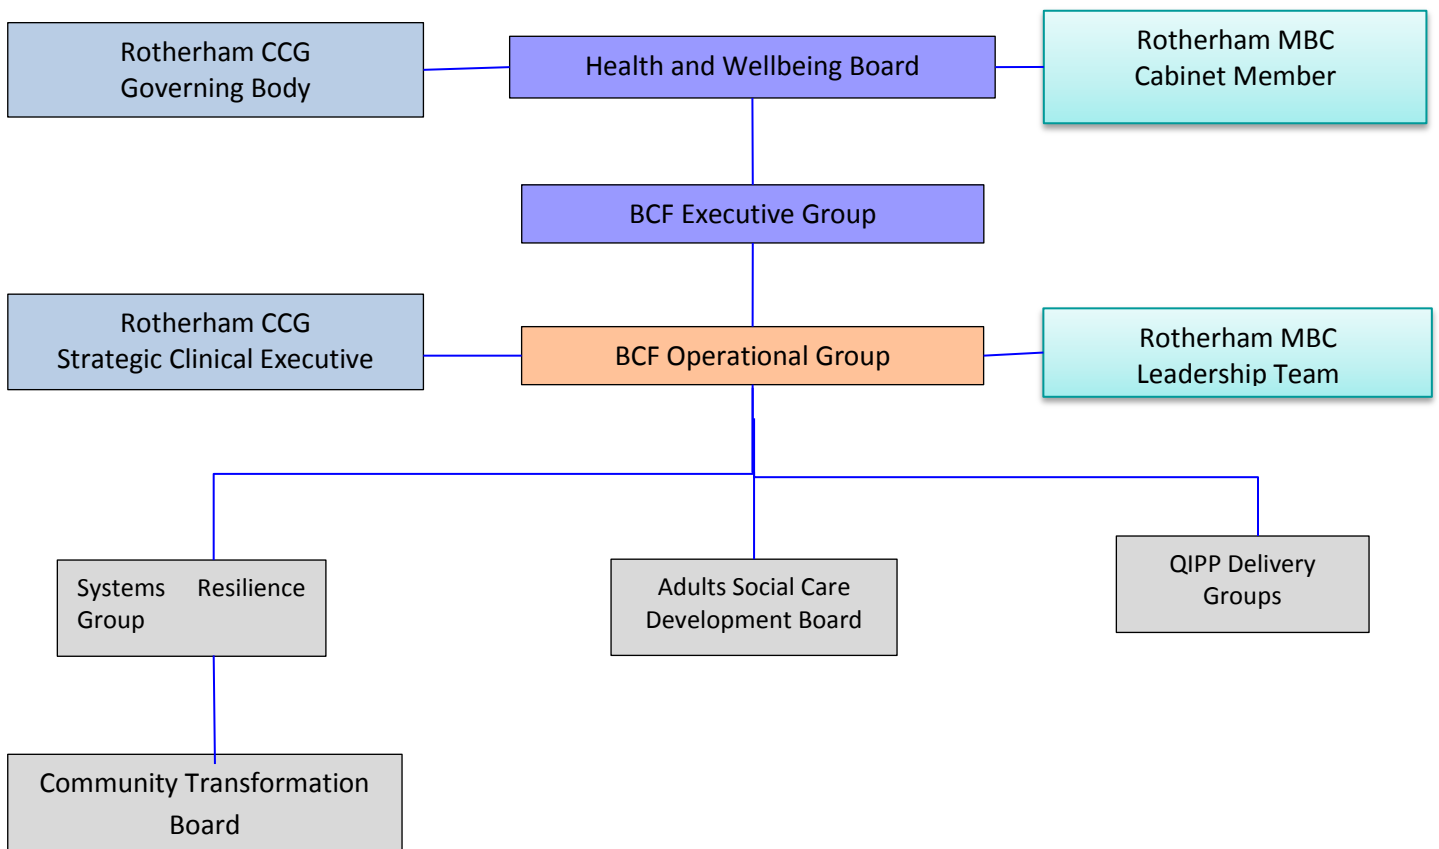 Rotherham CCG
Governing Body
Health and Wellbeing Board
Rotherham MBC
Cabinet Member
BCF Executive Group
Rotherham CCG
Strategic Clinical Executive
BCF Operational Group
Rotherham MBC
Leadership Team
Systems Resilience
Group
Adults Social Care
Development Board
QIPP Delivery
Groups
Community Transformation
Board